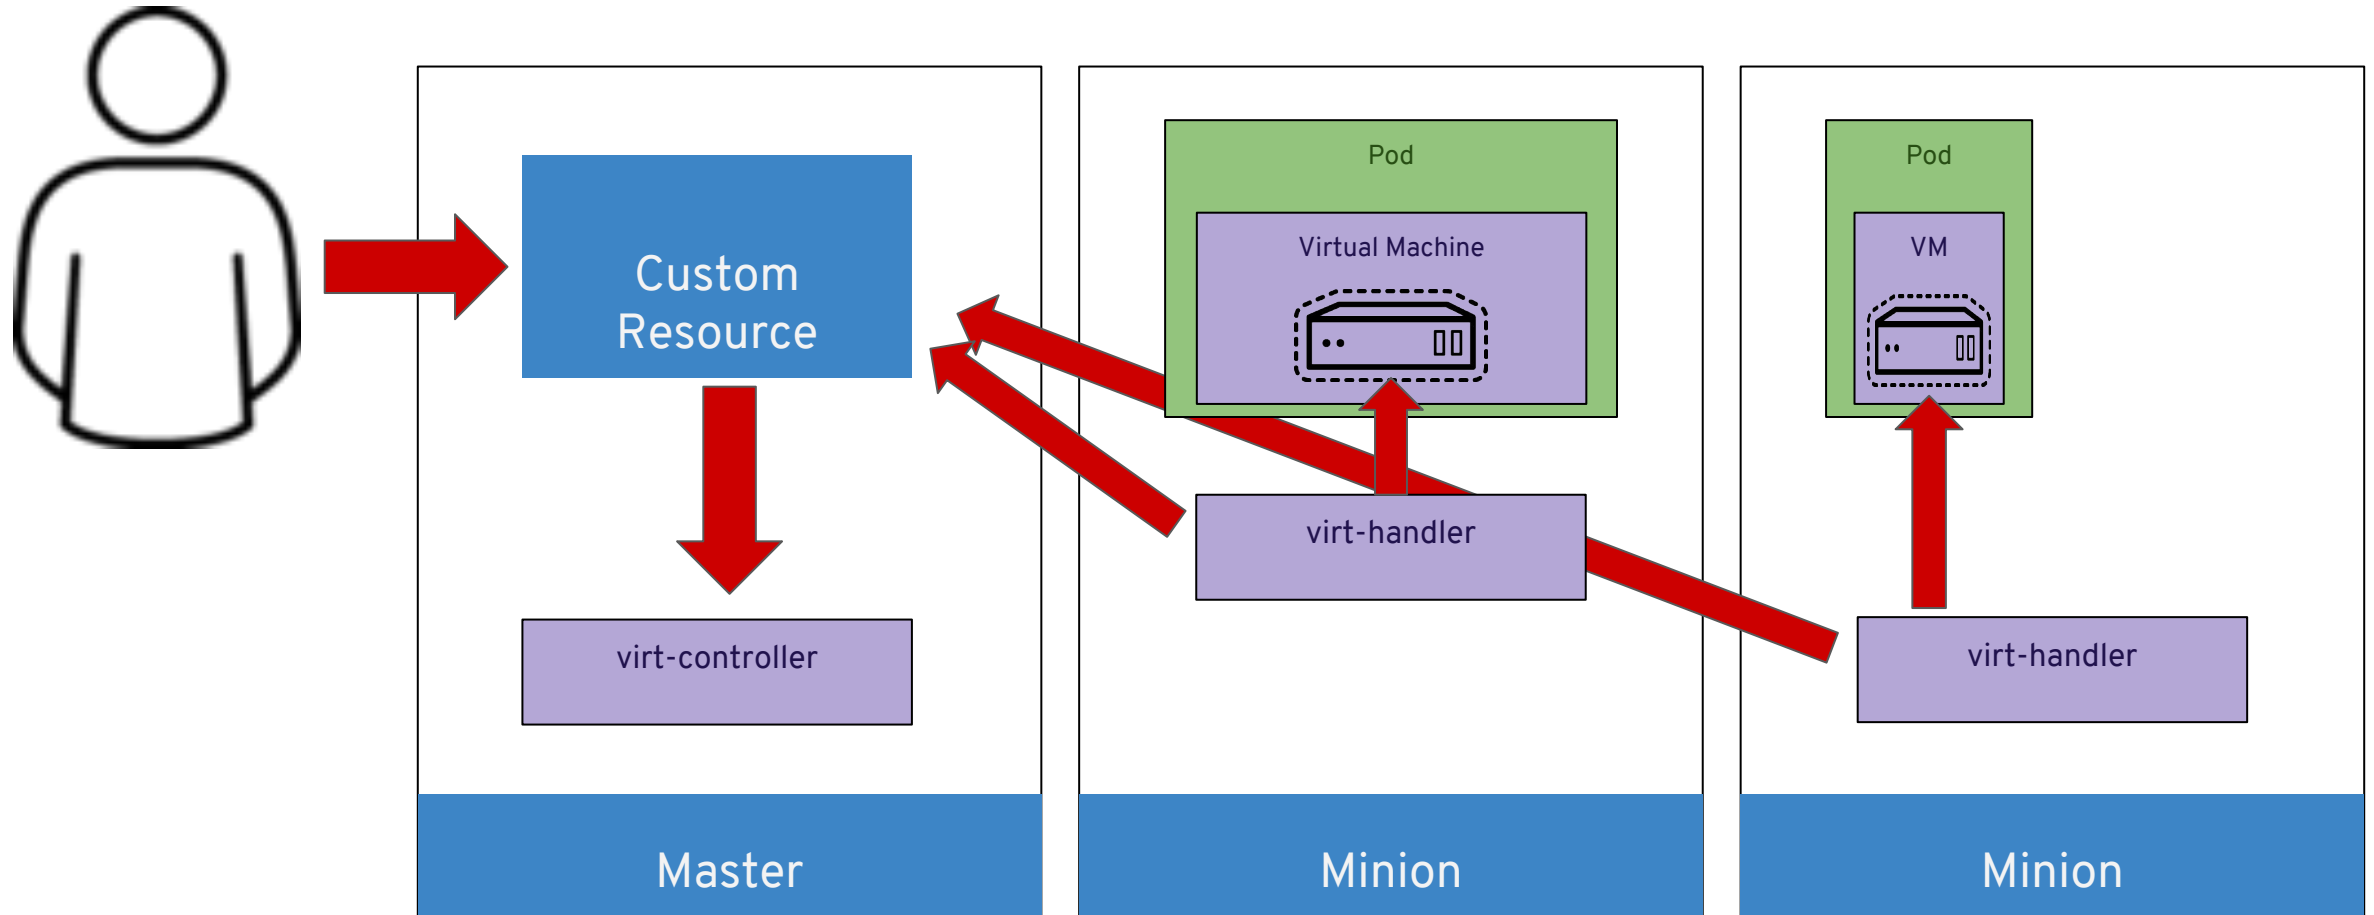 Custom
Resource
virt-controller
Master
Pod
Virtual Machine
virt-handler
Minion
Pod
VM
virt-handler
Minion